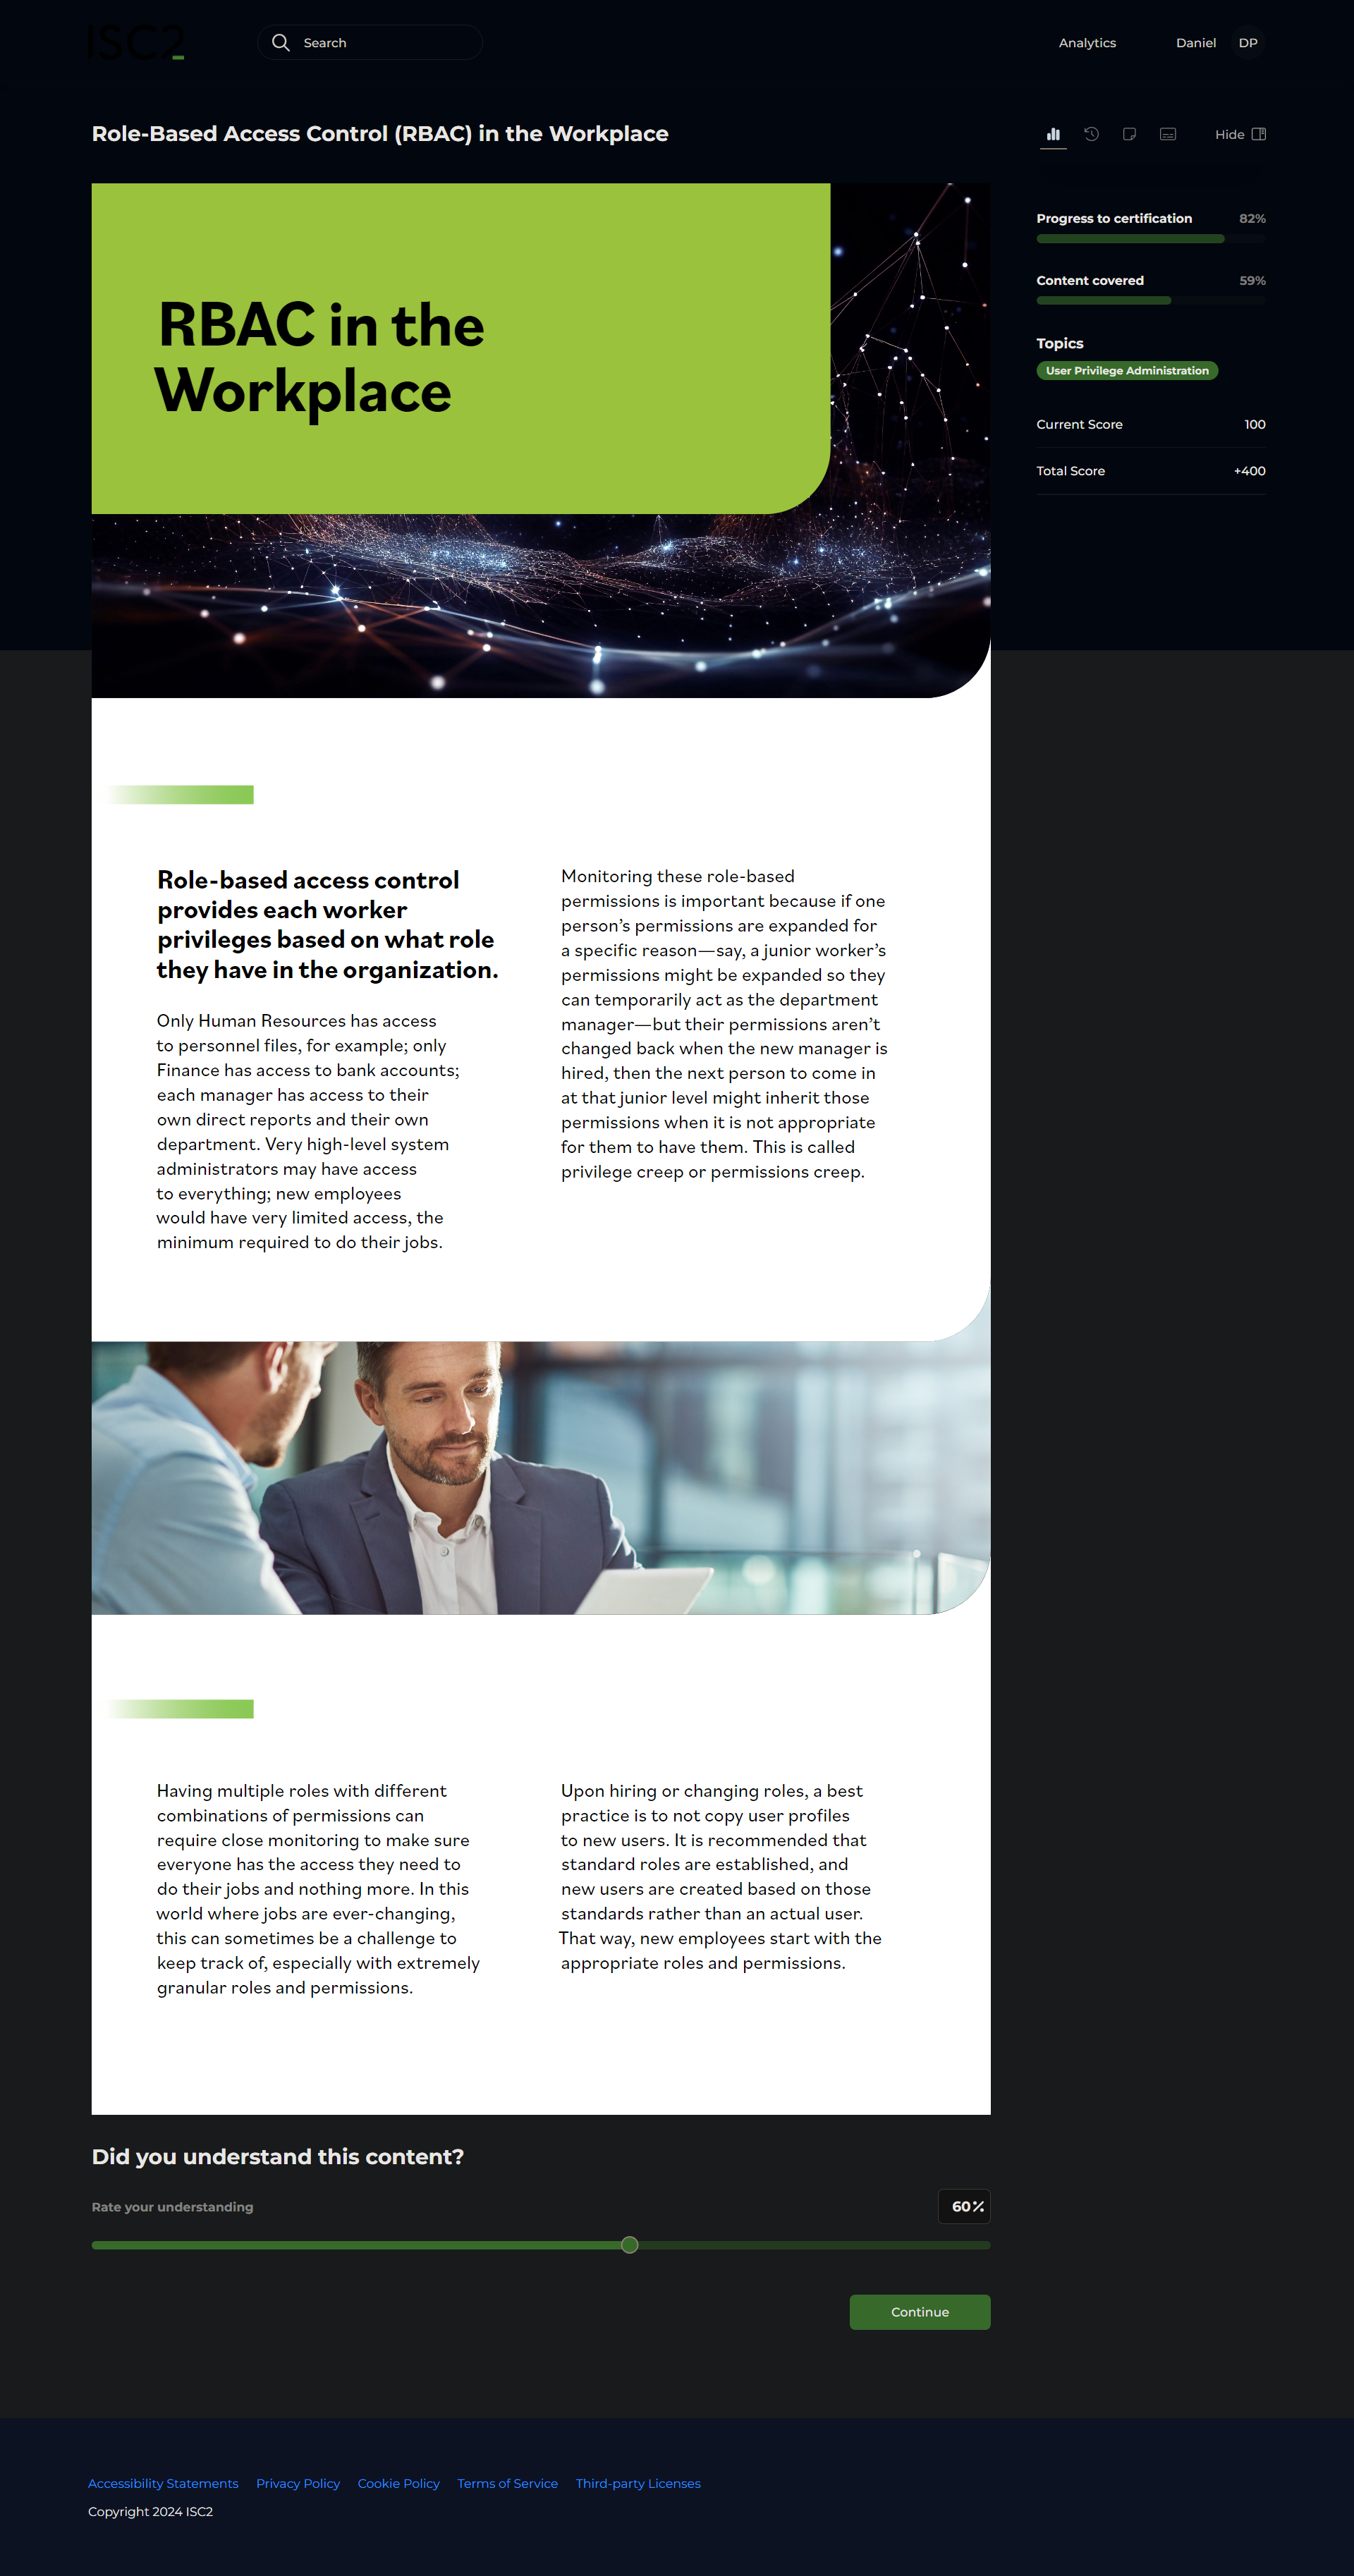 ISC2
Search
Analytics
Daniel
DP
Role-Based Access Control (RBAC) in the Workplace
Hide
RBAC in the
Workplace
Progress to certification
82%
Content covered
59%
Topics
User Privilege Administration
Current Score
100
Total Score
+400
Role-based access control
provides each worker
privileges based on what role
they have in the organization.
Only Human Resources has access
to personnel files, for example; only
Finance has access to bank accounts;
each manager has access to their
own direct reports and their own
department. Very high-level system
administrators may have access
to everything; new employees
would have very limited access, the
minimum required to do their jobs.
Monitoring these role-based
permissions is important because if one
person’s permissions are expanded for
a specific reason—say, a junior worker’s
permissions might be expanded so they
can temporarily act as the department
manager—but their permissions aren’t
changed back when the new manager is
hired, then the next person to come in
at that junior level might inherit those
permissions when it is not appropriate
for them to have them. This is called
privilege creep or permissions creep.
Having multiple roles with different
combinations of permissions can
require close monitoring to make sure
everyone has the access they need to
do their jobs and nothing more. In this
world where jobs are ever-changing,
this can sometimes be a challenge to
keep track of, especially with extremely
granular roles and permissions.
Upon hiring or changing roles, a best
practice is to not copy user profiles
to new users. It is recommended that
standard roles are established, and
new users are created based on those
standards rather than an actual user.
That way, new employees start with the
appropriate roles and permissions.
Did you understand this content?
Rate your understanding
60%
Continue
Accessibility Statements
Privacy Policy
Cookie Policy
Terms of Service
Third-party Licenses
Copyright 2024 ISC2